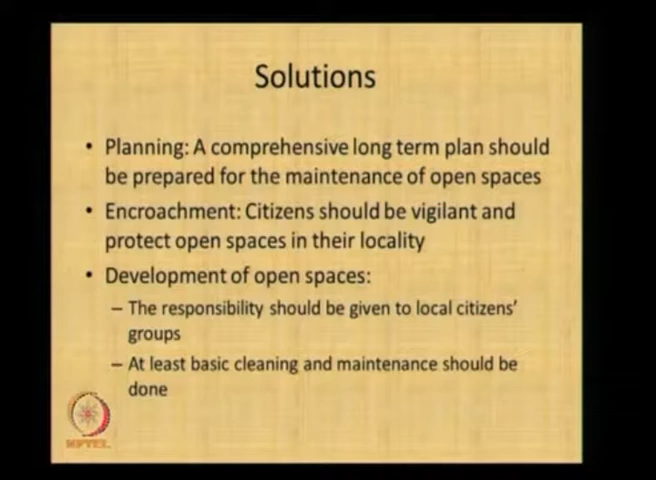 Solutions
• Planning: A comprehensive long term plan should
be prepared for the maintenance of open spaces
• Encroachment: Citizens should be vigilant and
protect open spaces in their locality
• Development of open spaces:
– The responsibility should be given to local citizens'
groups
– At least basic cleaning and maintenance should be
done
NPTEL